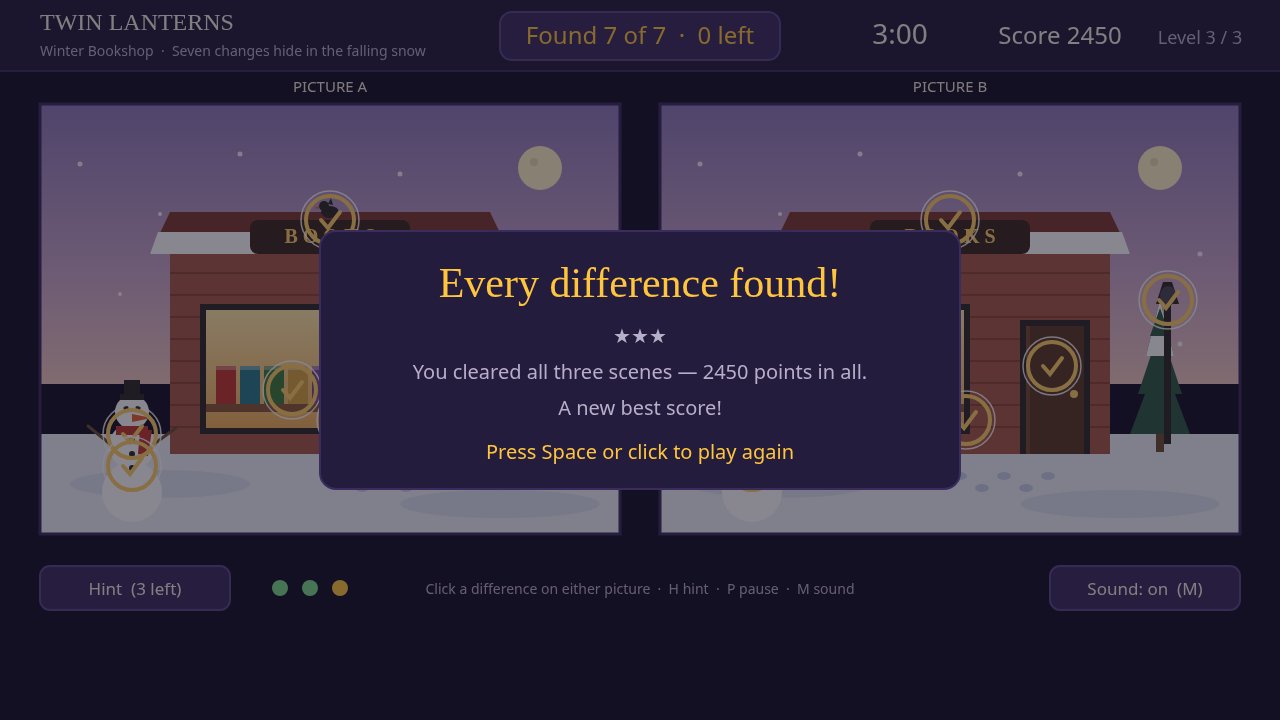 TWIN LANTERNS
Winter Bookshop · Seven changes hide in the falling snow
Found 7 of 7 · 0 left
3:00
Score 2450
Level 3 / 3
PICTURE A
PICTURE B
Every difference found!
★★★
You cleared all three scenes — 2450 points in all.
A new best score!
Press Space or click to play again
Hint (3 left)
Click a difference on either picture · H hint · P pause · M sound
Sound: on (M)